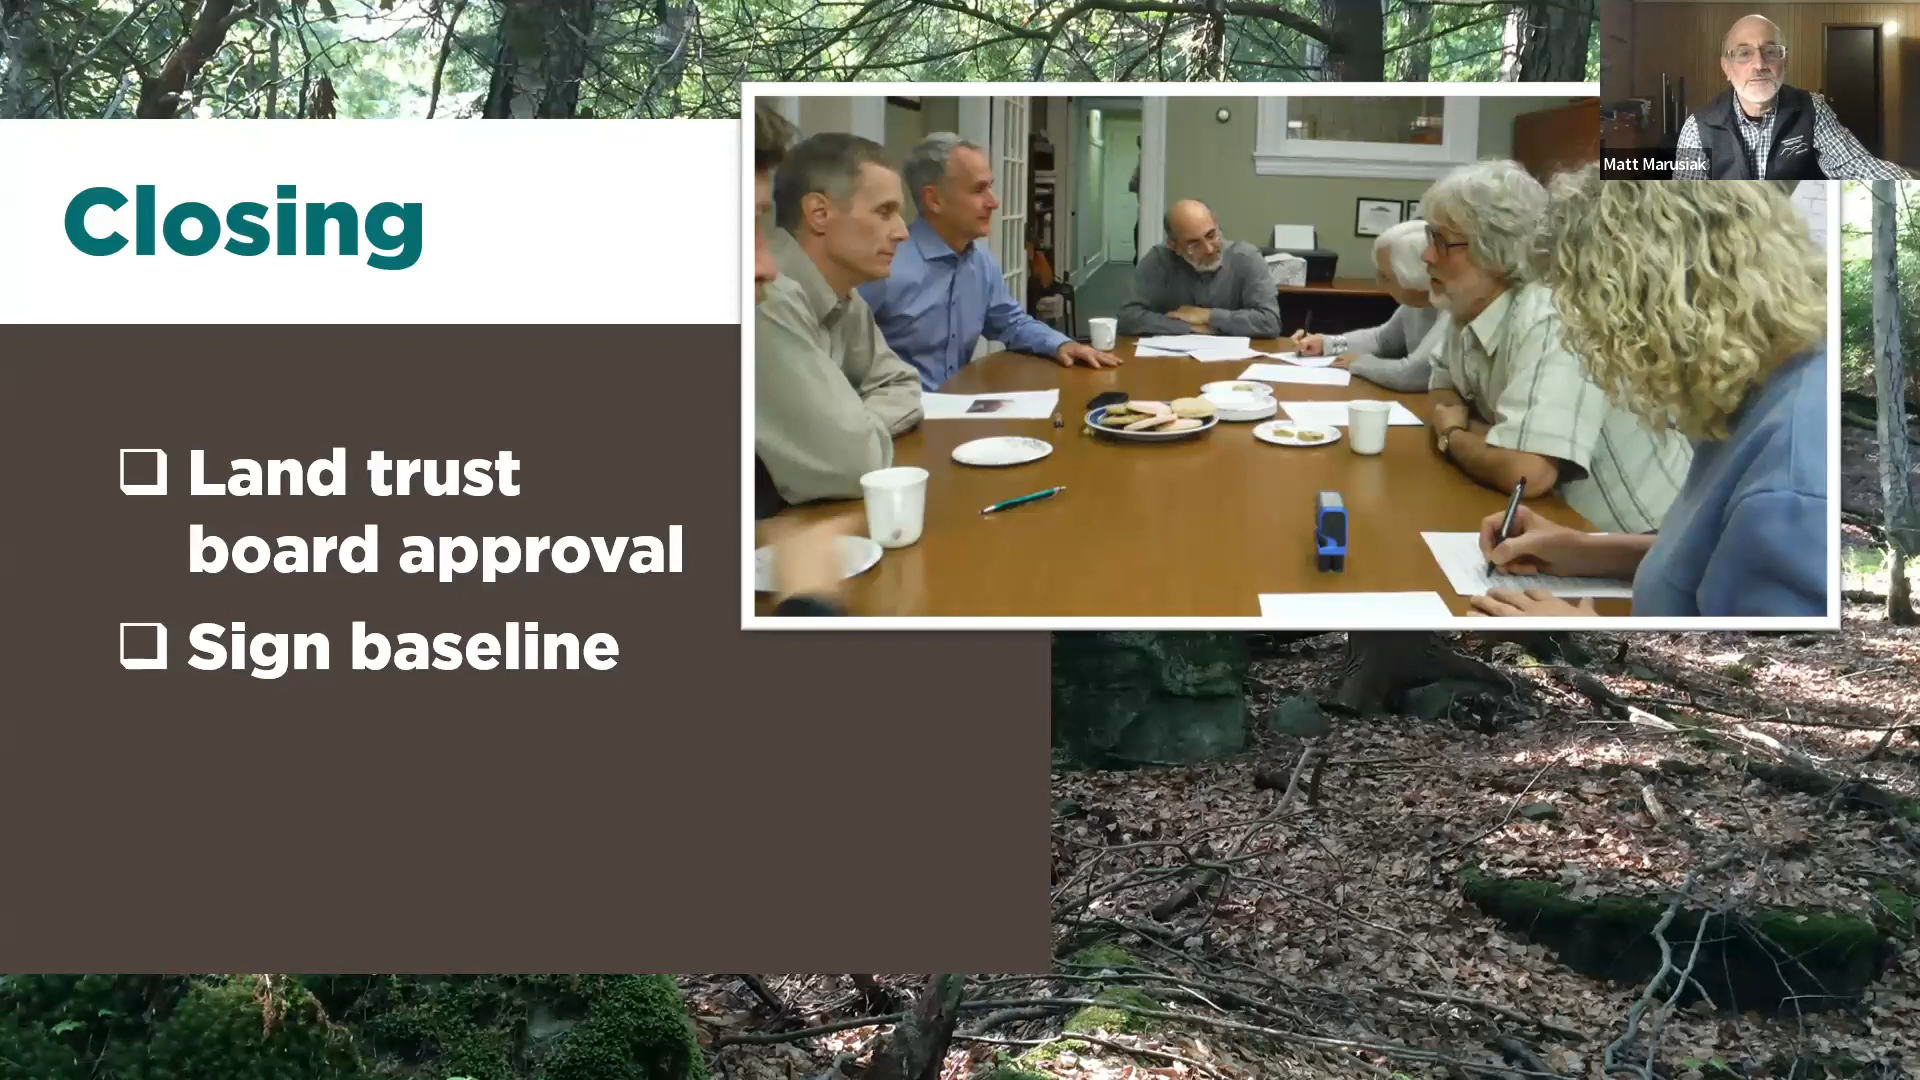 Closing
Land trust
board approval
Sign baseline
Matt Marusiak